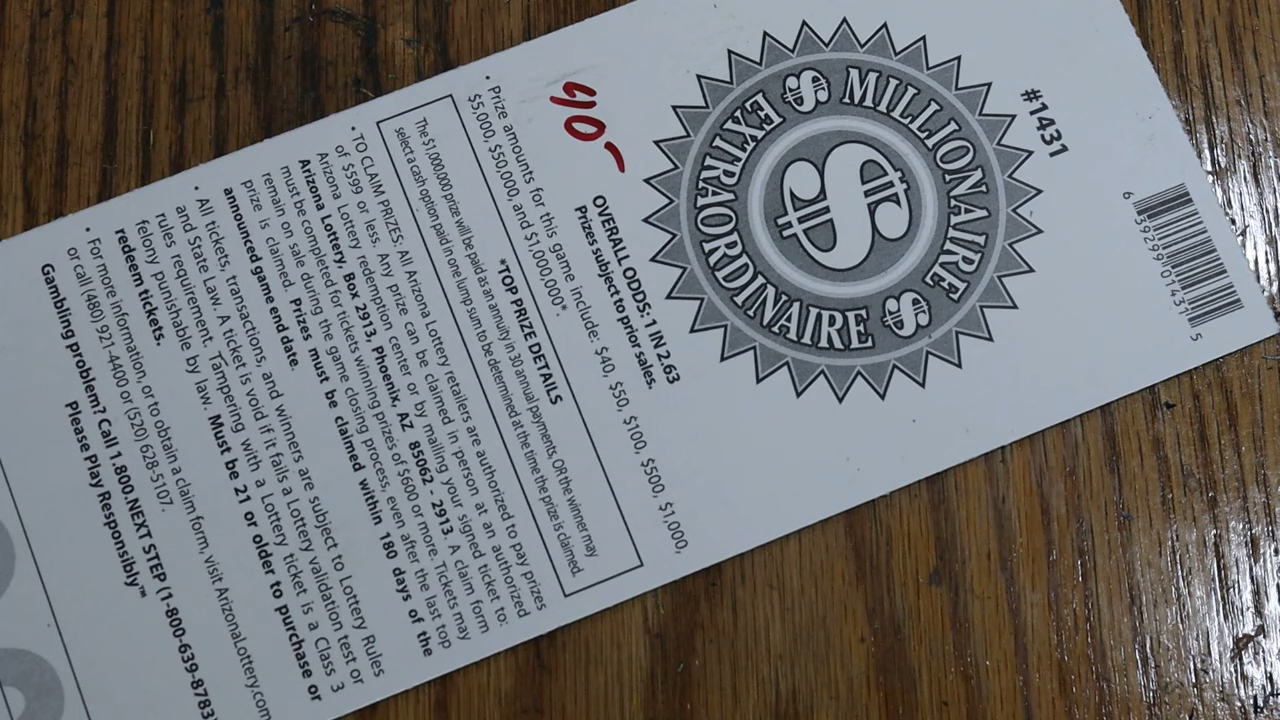 #1431
6 39299 01431 5
$ MILLIONAIRE $ EXTRAORDINAIRE
$
40-
OVERALL ODDS: 1 IN 2.63
Prizes subject to prior sales.
• Prize amounts for this game include: $40, $50, $100, $500, $1,000,
$5,000, $50,000, and $1,000,000*.
*TOP PRIZE DETAILS
The $1,000,000 prize will be paid as an annuity in 30 annual payments, OR the winner may
select a cash option paid in one lump sum to be determined at the time the prize is claimed.
• TO CLAIM PRIZES: All Arizona Lottery retailers are authorized to pay prizes
of $599 or less. Any prize can be claimed in person at an authorized
Arizona Lottery redemption center or by mailing your signed ticket to:
Arizona Lottery, Box 2913, Phoenix, AZ 85062 - 2913. A claim form
must be completed for tickets winning prizes of $600 or more. Tickets may
remain on sale during the game closing process, even after the last top
prize is claimed. Prizes must be claimed within 180 days of the
announced game end date.
• All tickets, transactions, and winners are subject to Lottery Rules
and State Law. A ticket is void if it fails a Lottery validation test or
rules requirement. Tampering with a Lottery ticket is a Class 3
felony punishable by law. Must be 21 or older to purchase or
redeem tickets.
• For more information, or to obtain a claim form, visit ArizonaLottery.com
or call (480) 921-4400 or (520) 628-5107.
Gambling problem? Call 1.800.NEXT STEP (1-800-639-8783)
Please Play Responsibly™